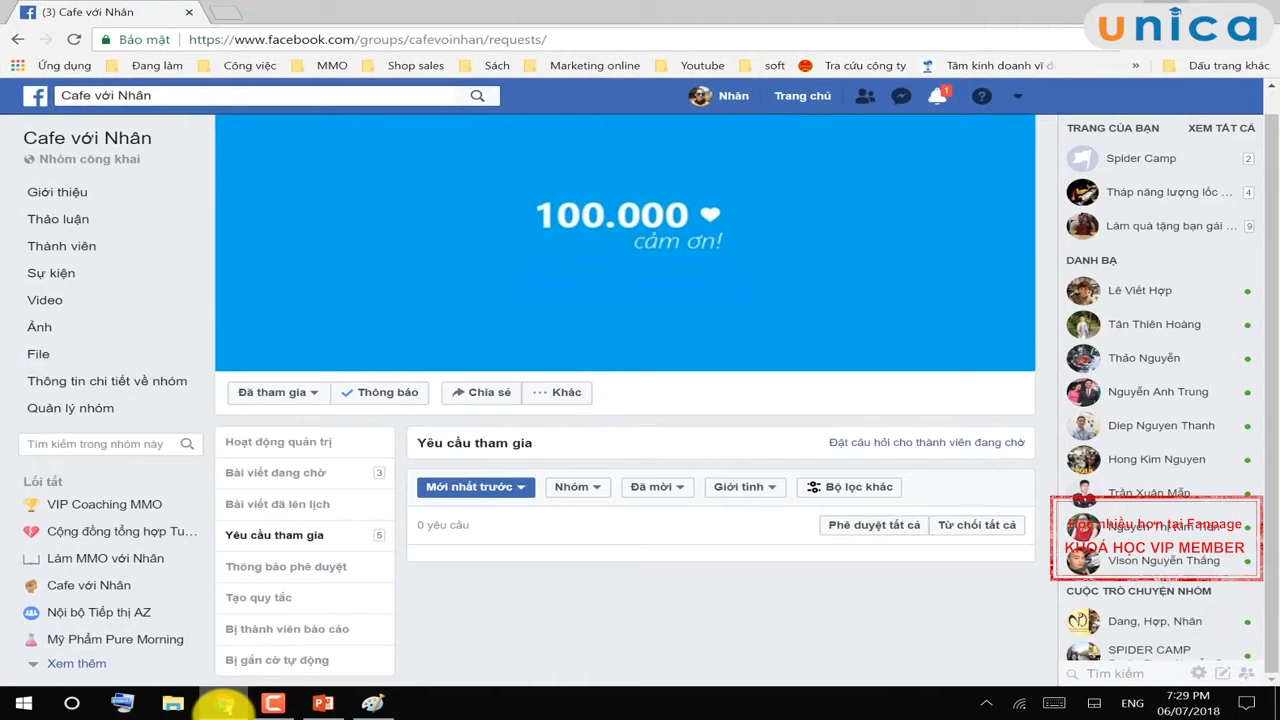 (3) Cafe với Nhân
unica
Bảo mật
https://www.facebook.com/groups/cafevoinhan/requests/
Ứng dụng
Đang làm
Công việc
MMO
Shop sales
Sách
Marketing online
Youtube
soft
Tra cứu công ty
Tâm kinh doanh vĩ đ
»
Dấu trang khác
Cafe với Nhân
Nhân
Trang chủ
1
Cafe với Nhân
Nhóm công khai
Giới thiệu
Thảo luận
Thành viên
Sự kiện
Video
Ảnh
File
Thông tin chi tiết về nhóm
Quản lý nhóm
Tìm kiếm trong nhóm này
Lối tắt
VIP Coaching MMO
Cộng đồng tổng hợp Tu...
Làm MMO với Nhân
Cafe với Nhân
Nội bộ Tiếp thị AZ
Mỹ Phẩm Pure Morning
Xem thêm
100.000
cảm ơn!
Đã tham gia
Thông báo
Chia sẻ
Khác
Hoạt động quản trị
Bài viết đang chờ 3
Bài viết đã lên lịch
Yêu cầu tham gia 5
Thông báo phê duyệt
Tạo quy tắc
Bị thành viên báo cáo
Bị gắn cờ tự động
Yêu cầu tham gia
Đặt câu hỏi cho thành viên đang chờ
Mới nhất trước
Nhóm
Đã mời
Giới tính
Bộ lọc khác
0 yêu cầu
Phê duyệt tất cả
Từ chối tất cả
TRANG CỦA BẠN
XEM TẤT CẢ
Spider Camp 2
Tháp năng lượng lốc ... 4
Làm quà tặng bạn gái ... 9
DANH BẠ
Lê Viết Hợp
Tân Thiên Hoàng
Thảo Nguyễn
Nguyễn Anh Trung
Diep Nguyen Thanh
Hong Kim Nguyen
Trần Xuân Mẫn
nhiều hơn tại Fanpage
KHOÁ HỌC VIP MEMBER
Vison Nguyễn Thắng
CUỘC TRÒ CHUYỆN NHÓM
Dang, Hợp, Nhân
SPIDER CAMP
Tìm kiếm
ENG
7:29 PM
06/07/2018